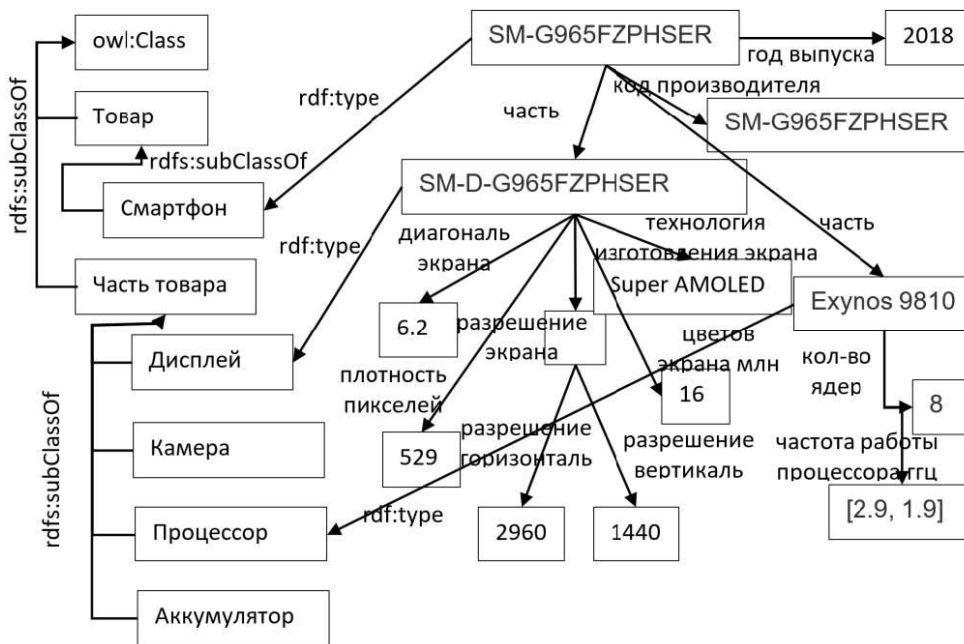 owl:Class
SM-G965FZPHSER
2018
год выпуска
rdf:type
Товар
часть
код производителя
SM-G965FZPHSER
rdfs:subClassOf
rdfs:subClassOf
SM-D-G965FZPHSER
Смартфон
rdf:type
диагональ
экрана
технология
изготовления экрана
часть
Часть товара
Super AMOLED
Exynos 9810
6.2
разрешение
экрана
цветов
экрана млн
кол-во
ядер
Дисплей
плотность
пикселей
16
8
rdfs:subClassOf
Камера
529
разрешение
горизонталь
разрешение
вертикаль
частота работы
процессора ггц
rdf:type
Процессор
2960
1440
[2.9, 1.9]
Аккумулятор